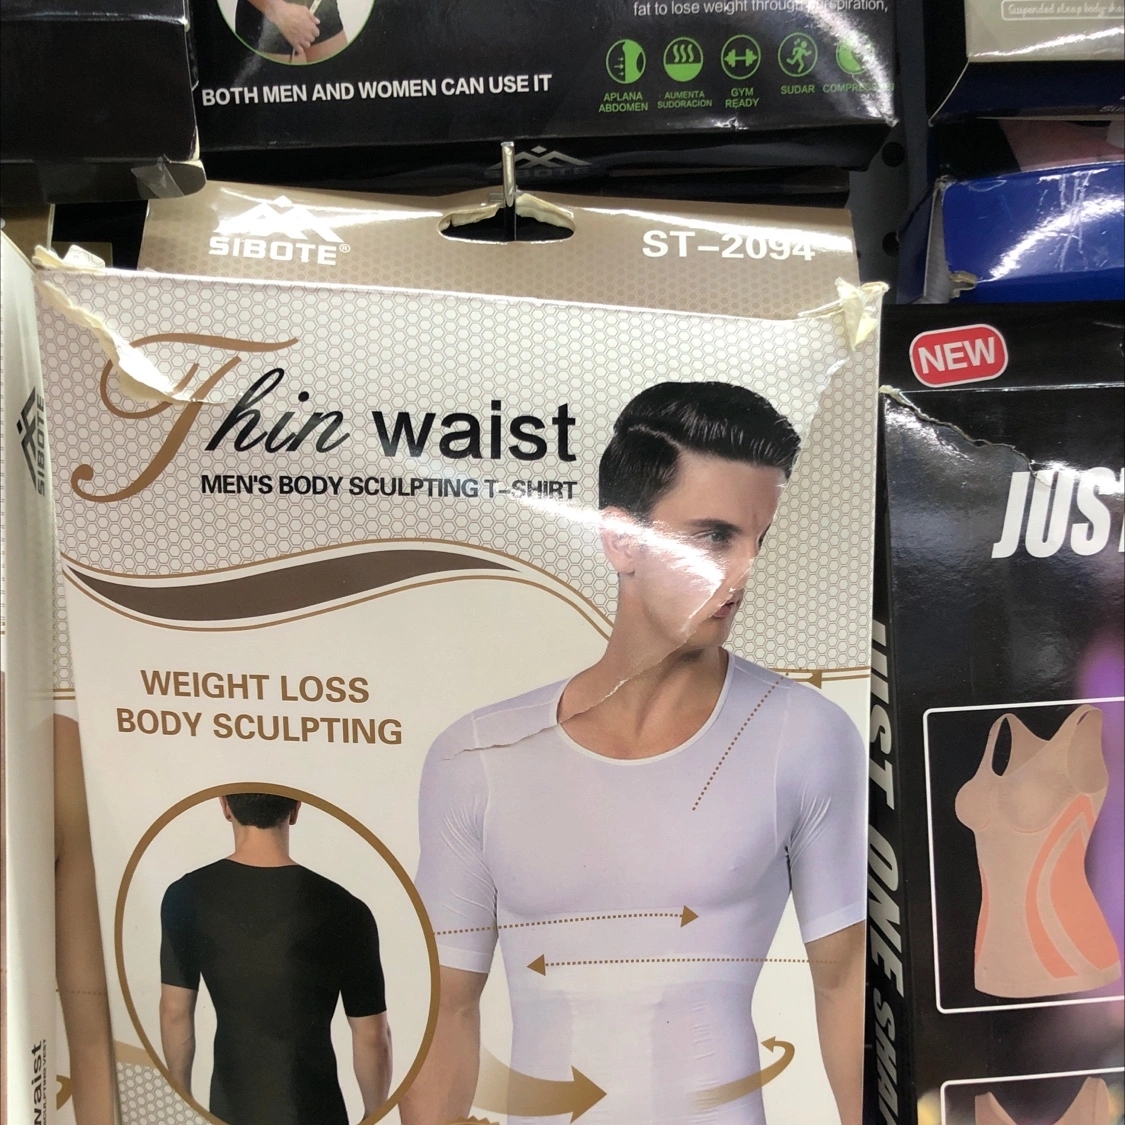 fat to lose weight through perspiration,
BOTH MEN AND WOMEN CAN USE IT
APLANA
ABDOMEN
AUMENTA
SUDORACION
GYM
READY
SUDAR
SIBOTE®
ST-2094
Thin waist
MEN'S BODY SCULPTING T-SHIRT
WEIGHT LOSS
BODY SCULPTING
SIBOTE
waist
NEW
JUST
JUST ONE